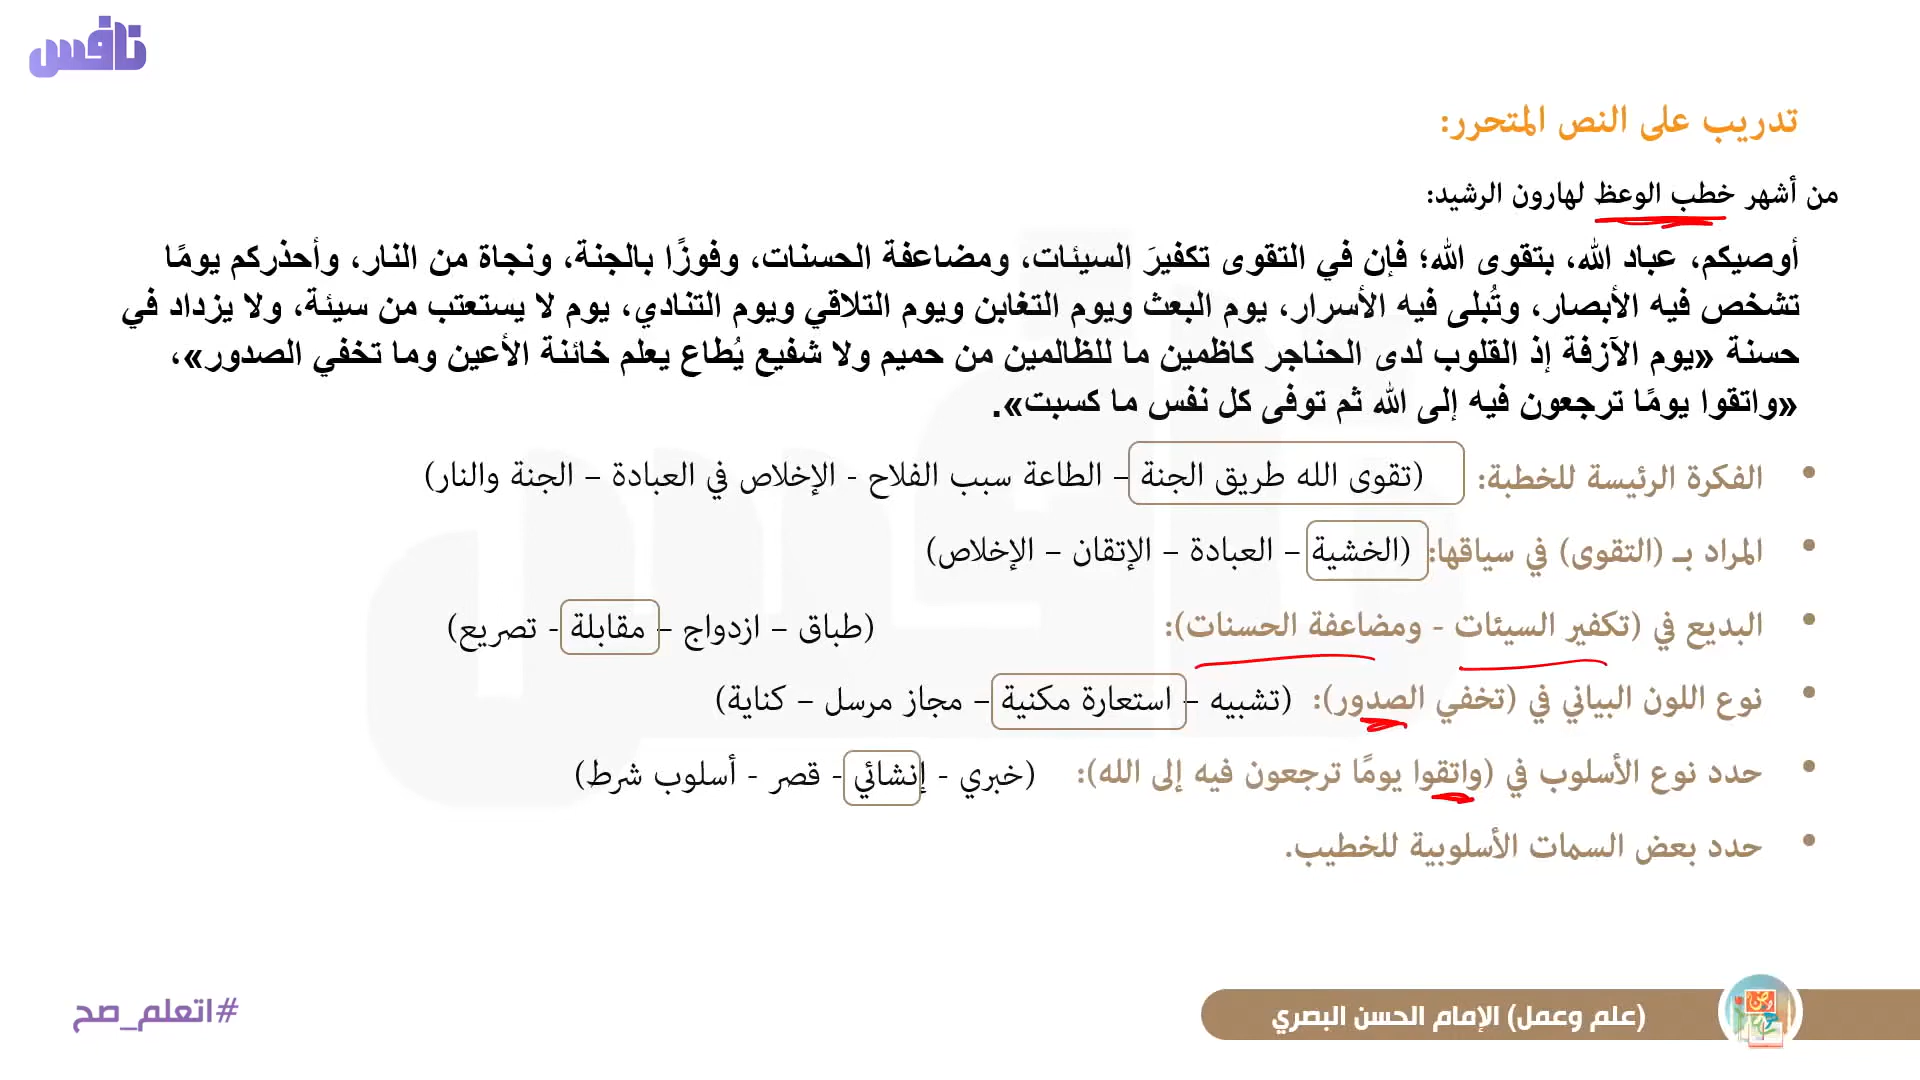 نافس
تدريب على النص المتحرر:
من أشهر خطب الوعظ لهارون الرشيد:
أوصيكم، عباد الله، بتقوى الله؛ فإن في التقوى تكفيرَ السيئات، ومضاعفة الحسنات، وفوزًا بالجنة، ونجاة من النار، وأحذركم يومًا
تشخص فيه الأبصار، وتُبلى فيه الأسرار، يوم البعث ويوم التغابن ويوم التلاقي ويوم التنادي، يوم لا يستعتب من سيئة، ولا يزداد في
حسنة «يوم الآزفة إذ القلوب لدى الحناجر كاظمين ما للظالمين من حميم ولا شفيع يُطاع يعلم خائنة الأعين وما تخفي الصدور»،
«واتقوا يومًا ترجعون فيه إلى الله ثم توفى كل نفس ما كسبت».
• الفكرة الرئيسة للخطبة: (تقوى الله طريق الجنة – الطاعة سبب الفلاح - الإخلاص في العبادة – الجنة والنار)
• المراد بـ (التقوى) في سياقها: (الخشية – العبادة – الإتقان – الإخلاص)
• البديع في (تكفير السيئات - ومضاعفة الحسنات): (طباق – ازدواج – مقابلة - تصريع)
• نوع اللون البياني في (تخفي الصدور): (تشبيه – استعارة مكنية – مجاز مرسل – كناية)
• حدد نوع الأسلوب في (واتقوا يومًا ترجعون فيه إلى الله): (خبري - إنشائي - قصر - أسلوب شرط)
• حدد بعض السمات الأسلوبية للخطيب.
(علم وعمل) الإمام الحسن البصري
#اتعلم_صح